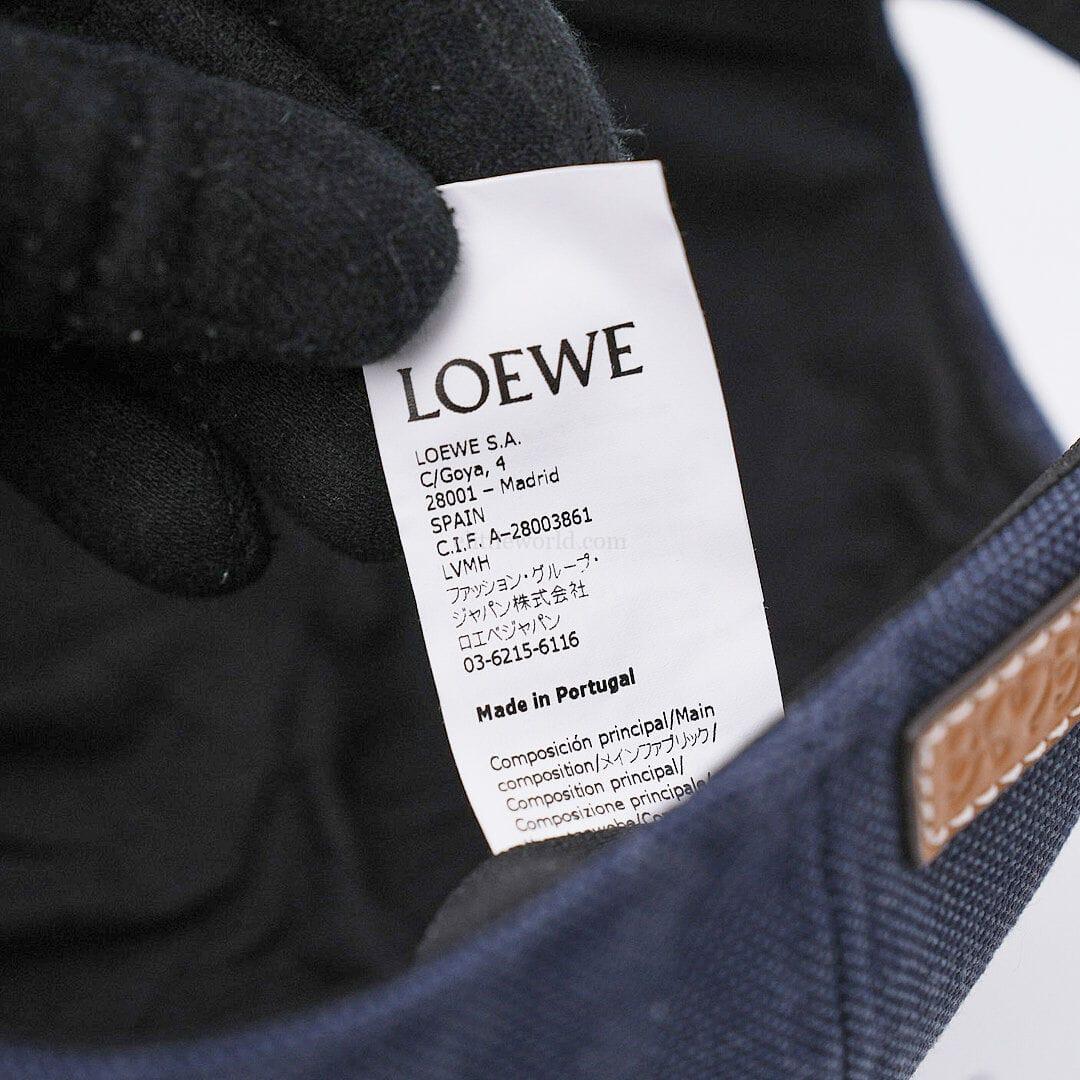 LOEWE
LOEWE S.A.
C/Goya, 4
28001 – Madrid
SPAIN
C.I.F. A–28003861
LVMH
ファッション・グループ・
ジャパン株式会社
ロエベジャパン
03-6215-6116
Made in Portugal
Composición principal/Main
composition/メインファブリック/
Composition principal/
Composizione principale/
theworld.com